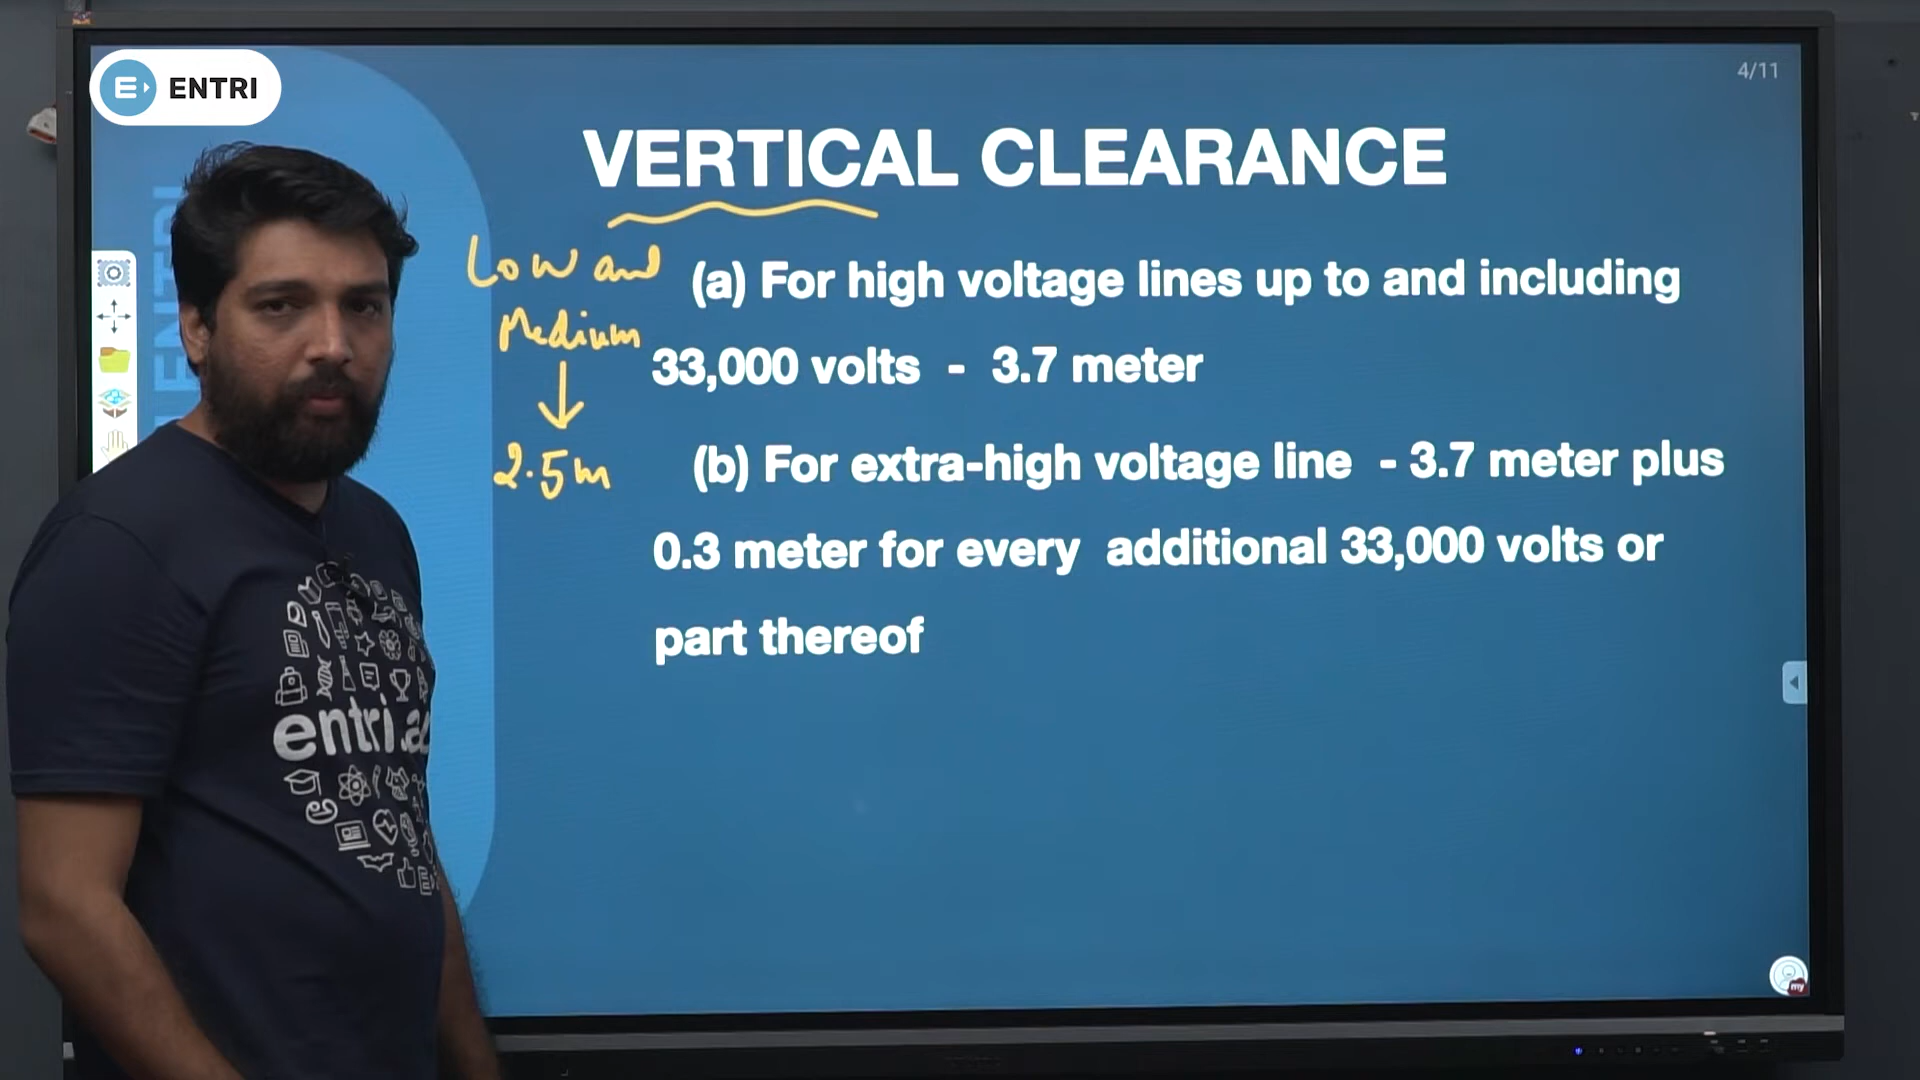 ENTRI
4/11
VERTICAL CLEARANCE
Low and
Medium
2.5m
(a) For high voltage lines up to and including
33,000 volts - 3.7 meter
(b) For extra-high voltage line - 3.7 meter plus
0.3 meter for every additional 33,000 volts or
part thereof
ENTRI
entri.a
my